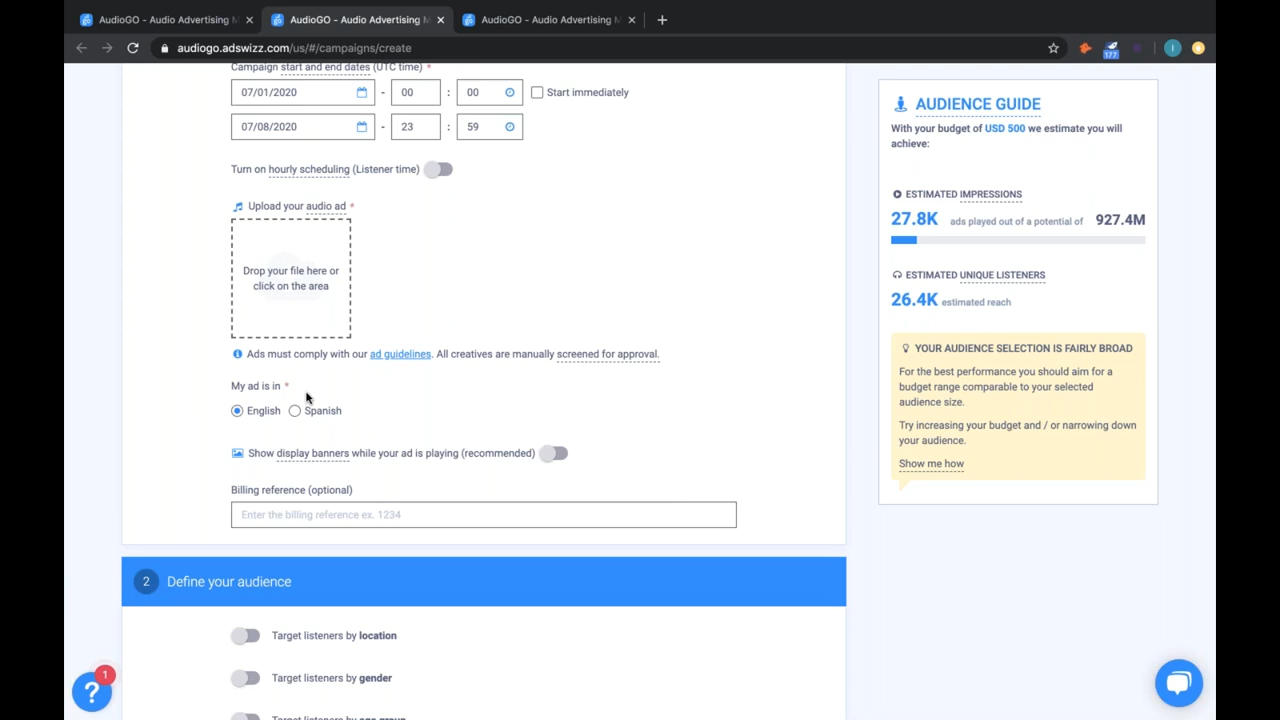 AudioGO - Audio Advertising M
AudioGO - Audio Advertising M
AudioGO - Audio Advertising M
audiogo.adswizz.com/us/#/campaigns/create
177
i
Campaign start and end dates (UTC time) *
07/01/2020 - 00 : 00 Start immediately
07/08/2020 - 23 : 59
Turn on hourly scheduling (Listener time)
Upload your audio ad *
Drop your file here or
click on the area
Ads must comply with our ad guidelines. All creatives are manually screened for approval.
My ad is in *
English Spanish
Show display banners while your ad is playing (recommended)
Billing reference (optional)
Enter the billing reference ex. 1234
2 Define your audience
Target listeners by location
Target listeners by gender
Target listeners by age group
? 1
AUDIENCE GUIDE
With your budget of USD 500 we estimate you will
achieve:
ESTIMATED IMPRESSIONS
27.8K ads played out of a potential of 927.4M
ESTIMATED UNIQUE LISTENERS
26.4K estimated reach
YOUR AUDIENCE SELECTION IS FAIRLY BROAD
For the best performance you should aim for a
budget range comparable to your selected
audience size.
Try increasing your budget and / or narrowing down
your audience.
Show me how